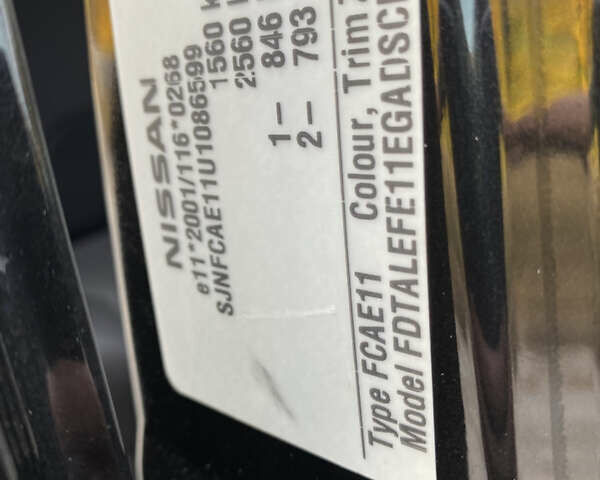 NISSAN
e11*2001/116*0268
SJNFCAE11U1086599
1560 k
2560
1- 846
2- 793
Type FCAE11 Colour, Trim
Model FDTALEFE11EGADSC